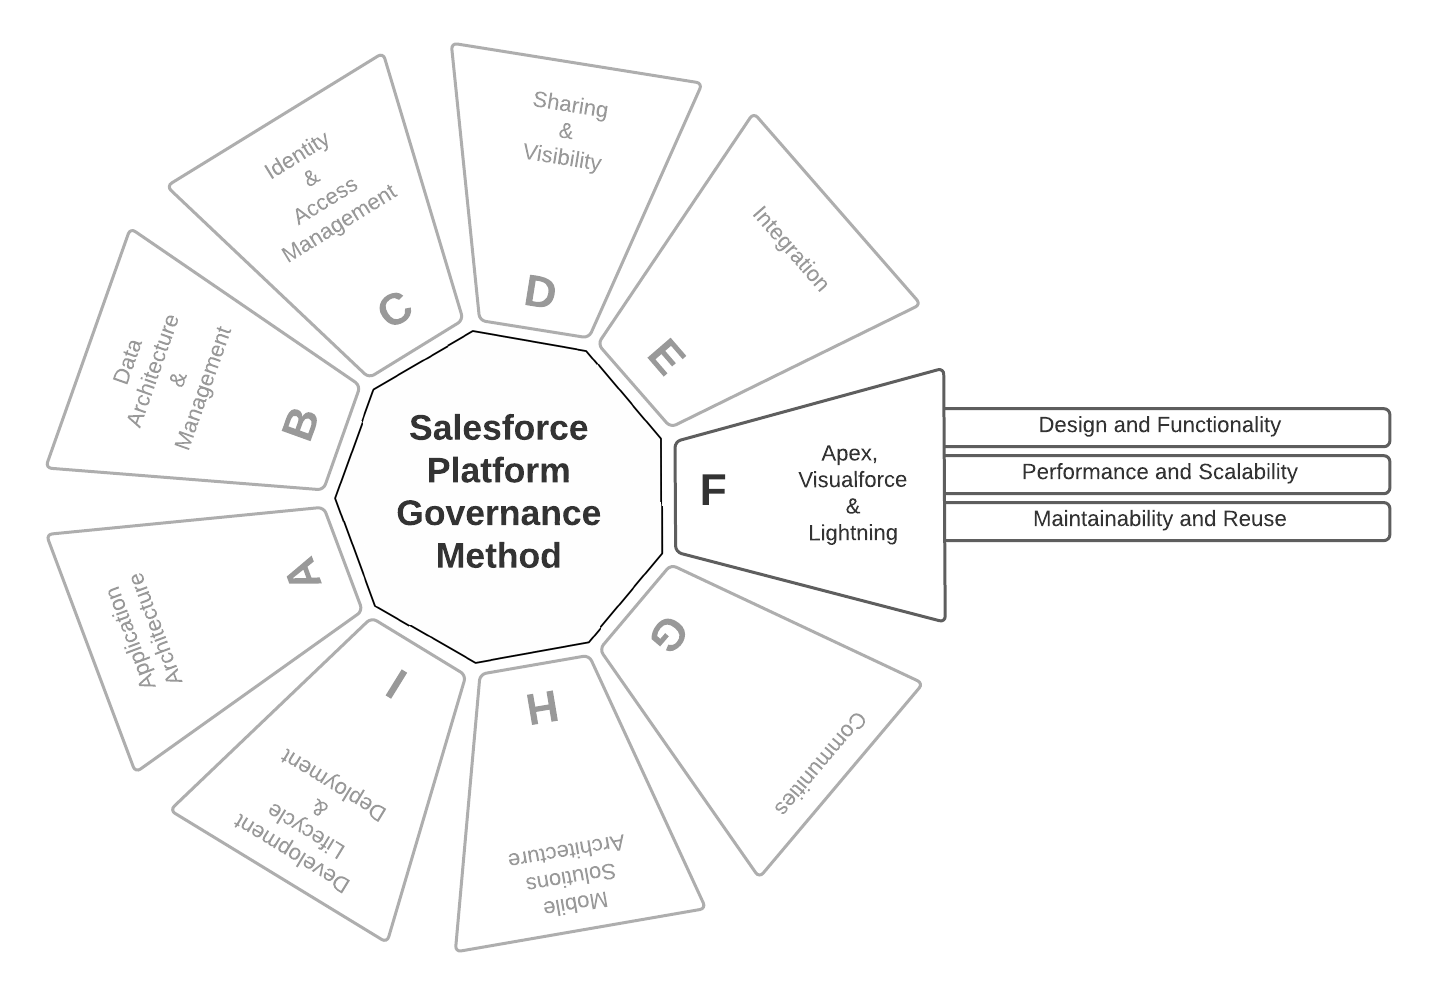 Salesforce
Platform
Governance
Method
A
Application
Architecture
B
Data
Architecture
&
Management
C
Identity
&
Access
Management
D
Sharing
&
Visibility
E
Integration
F
Apex,
Visualforce
&
Lightning
Design and Functionality
Performance and Scalability
Maintainability and Reuse
G
Communities
H
Mobile
Solutions
Architecture
I
Development
Lifecycle
&
Deployment